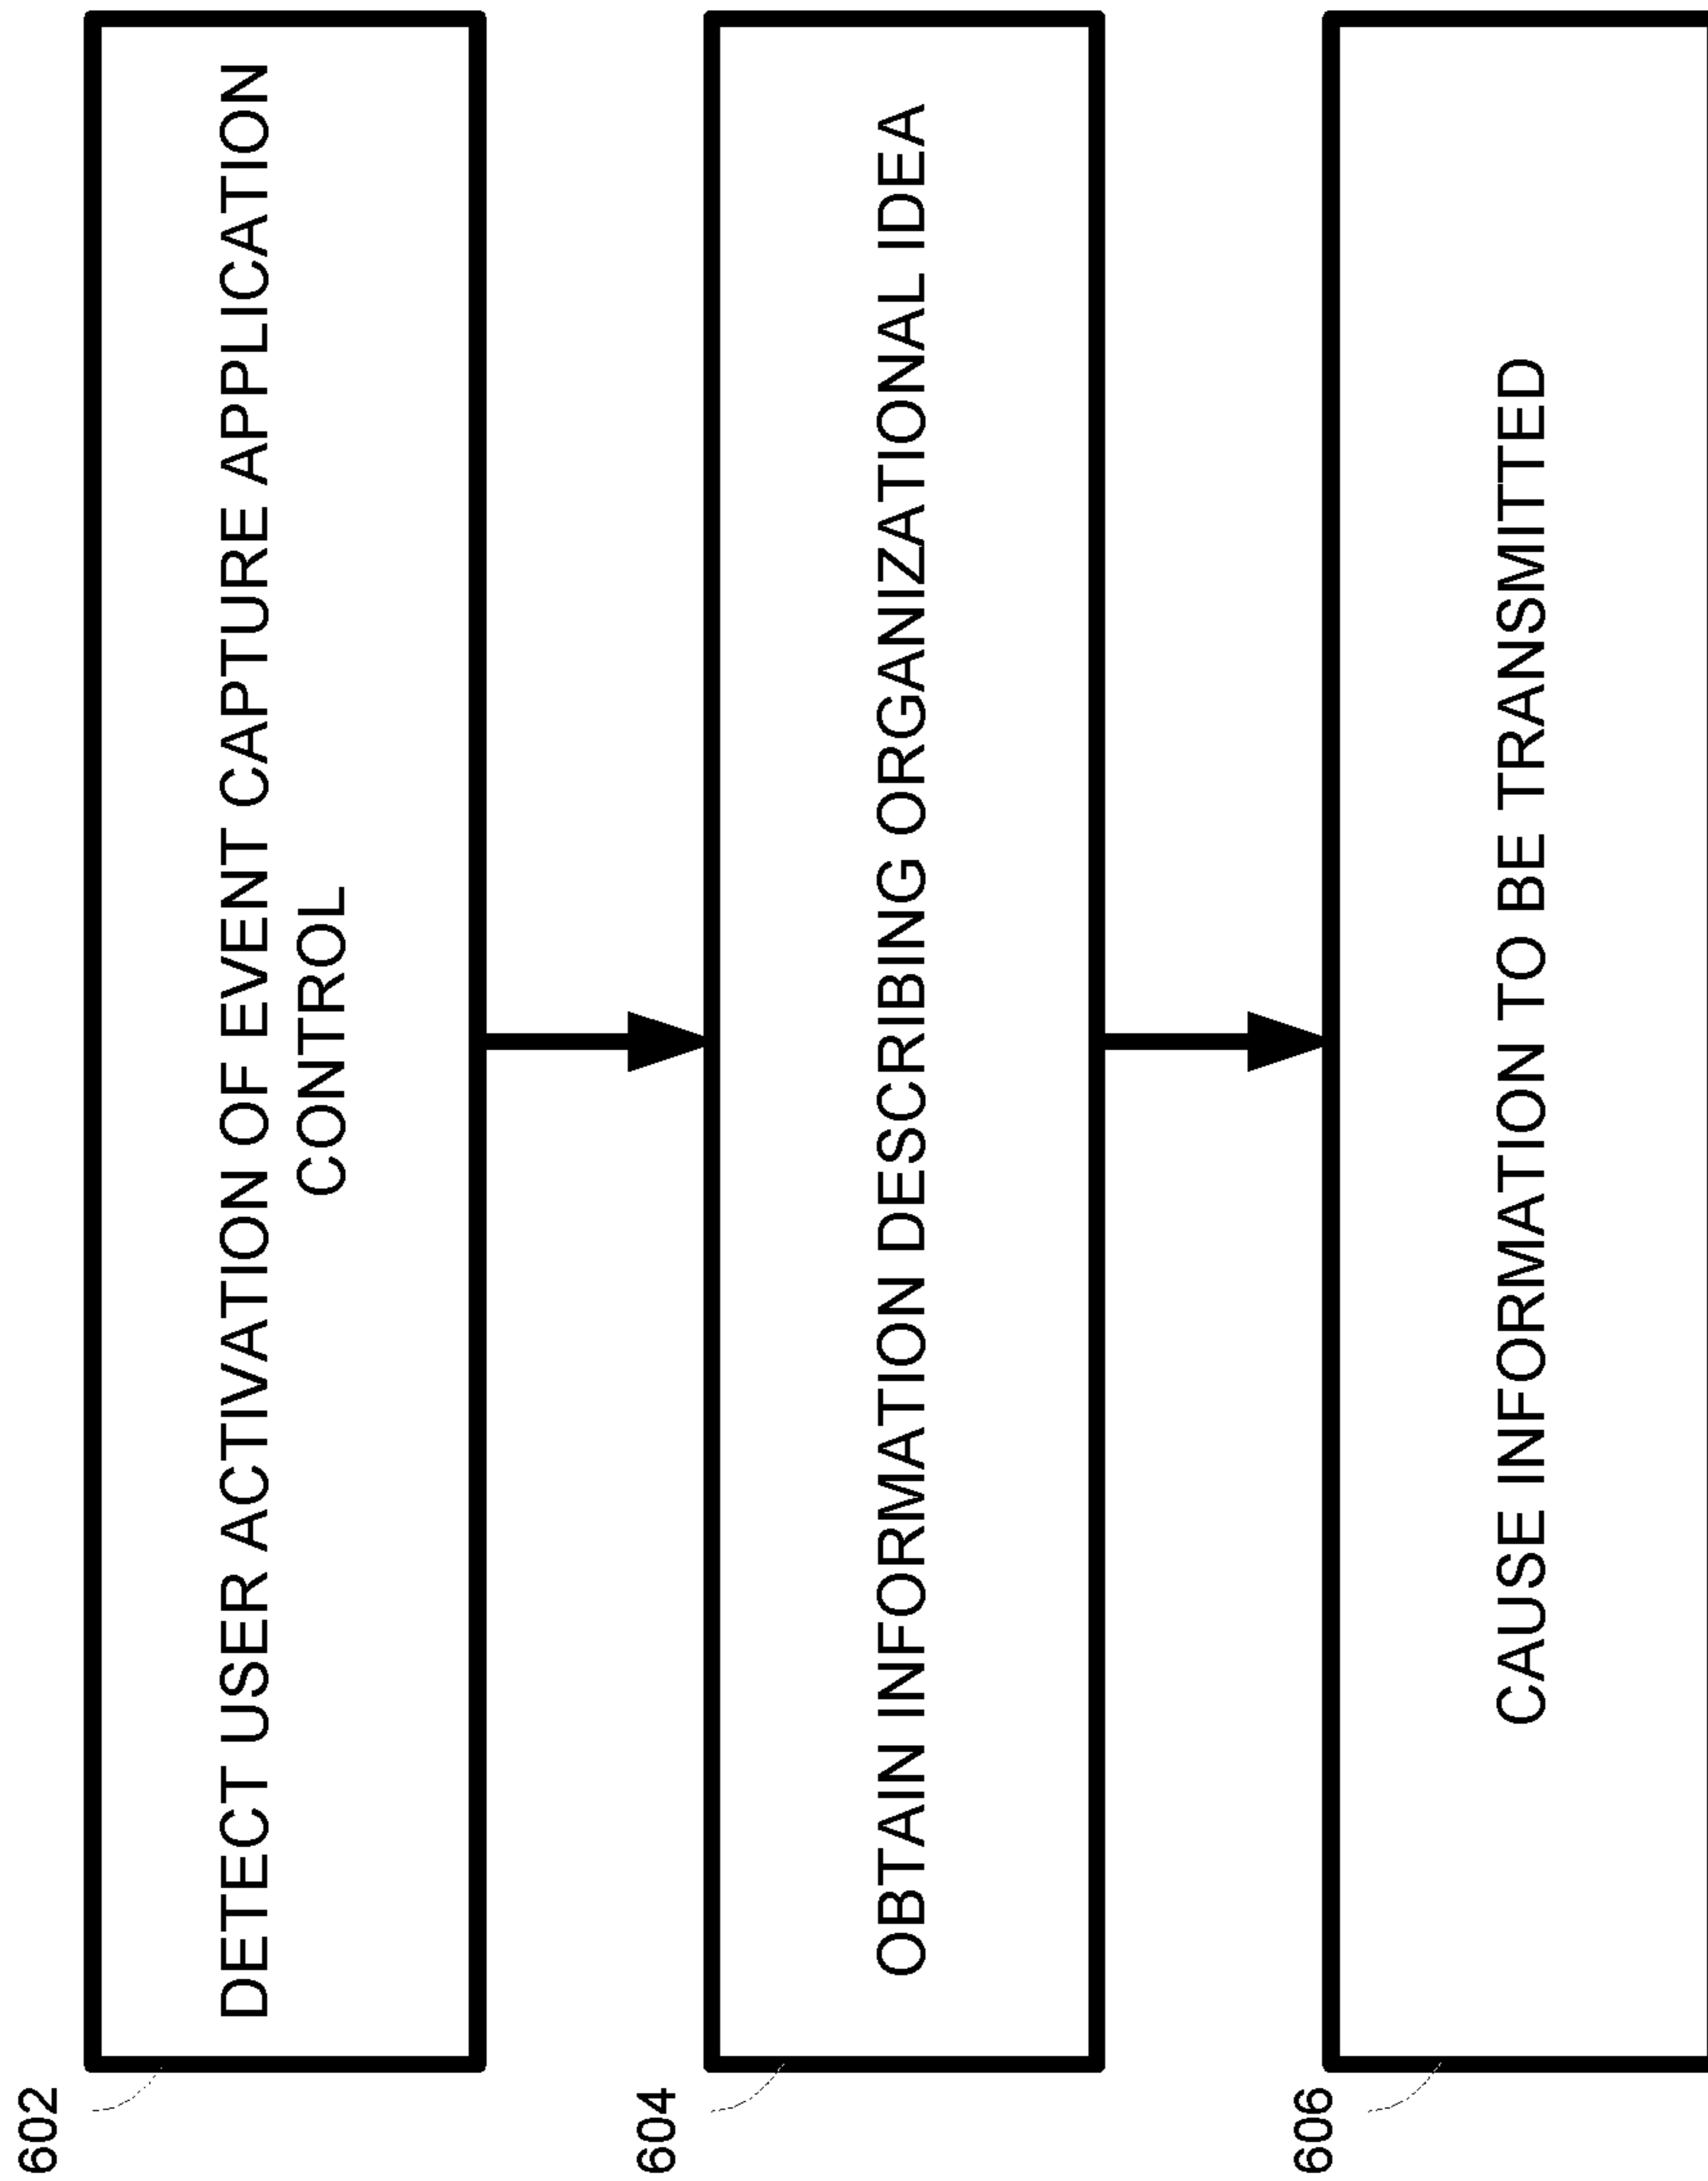 602
DETECT USER ACTIVATION OF EVENT CAPTURE APPLICATION
CONTROL
604
OBTAIN INFORMATION DESCRIBING ORGANIZATIONAL IDEA
606
CAUSE INFORMATION TO BE TRANSMITTED